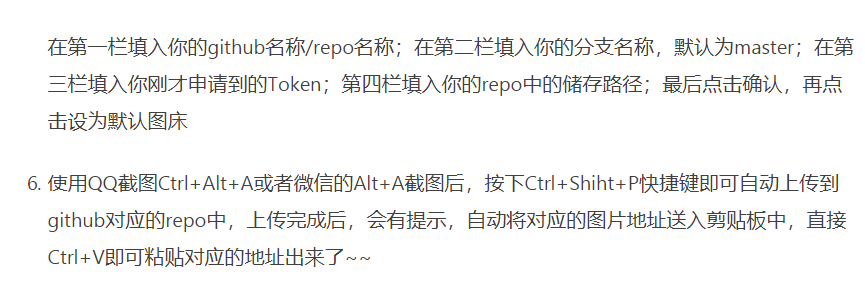 在第一栏填入你的github名称/repo名称；在第二栏填入你的分支名称，默认为master；在第
三栏填入你刚才申请到的Token；第四栏填入你的repo中的储存路径；最后点击确认，再点
击设为默认图床
6. 使用QQ截图Ctrl+Alt+A或者微信的Alt+A截图后，按下Ctrl+Shiht+P快捷键即可自动上传到
github对应的repo中，上传完成后，会有提示，自动将对应的图片地址送入剪贴板中，直接
Ctrl+V即可粘贴对应的地址出来了~~